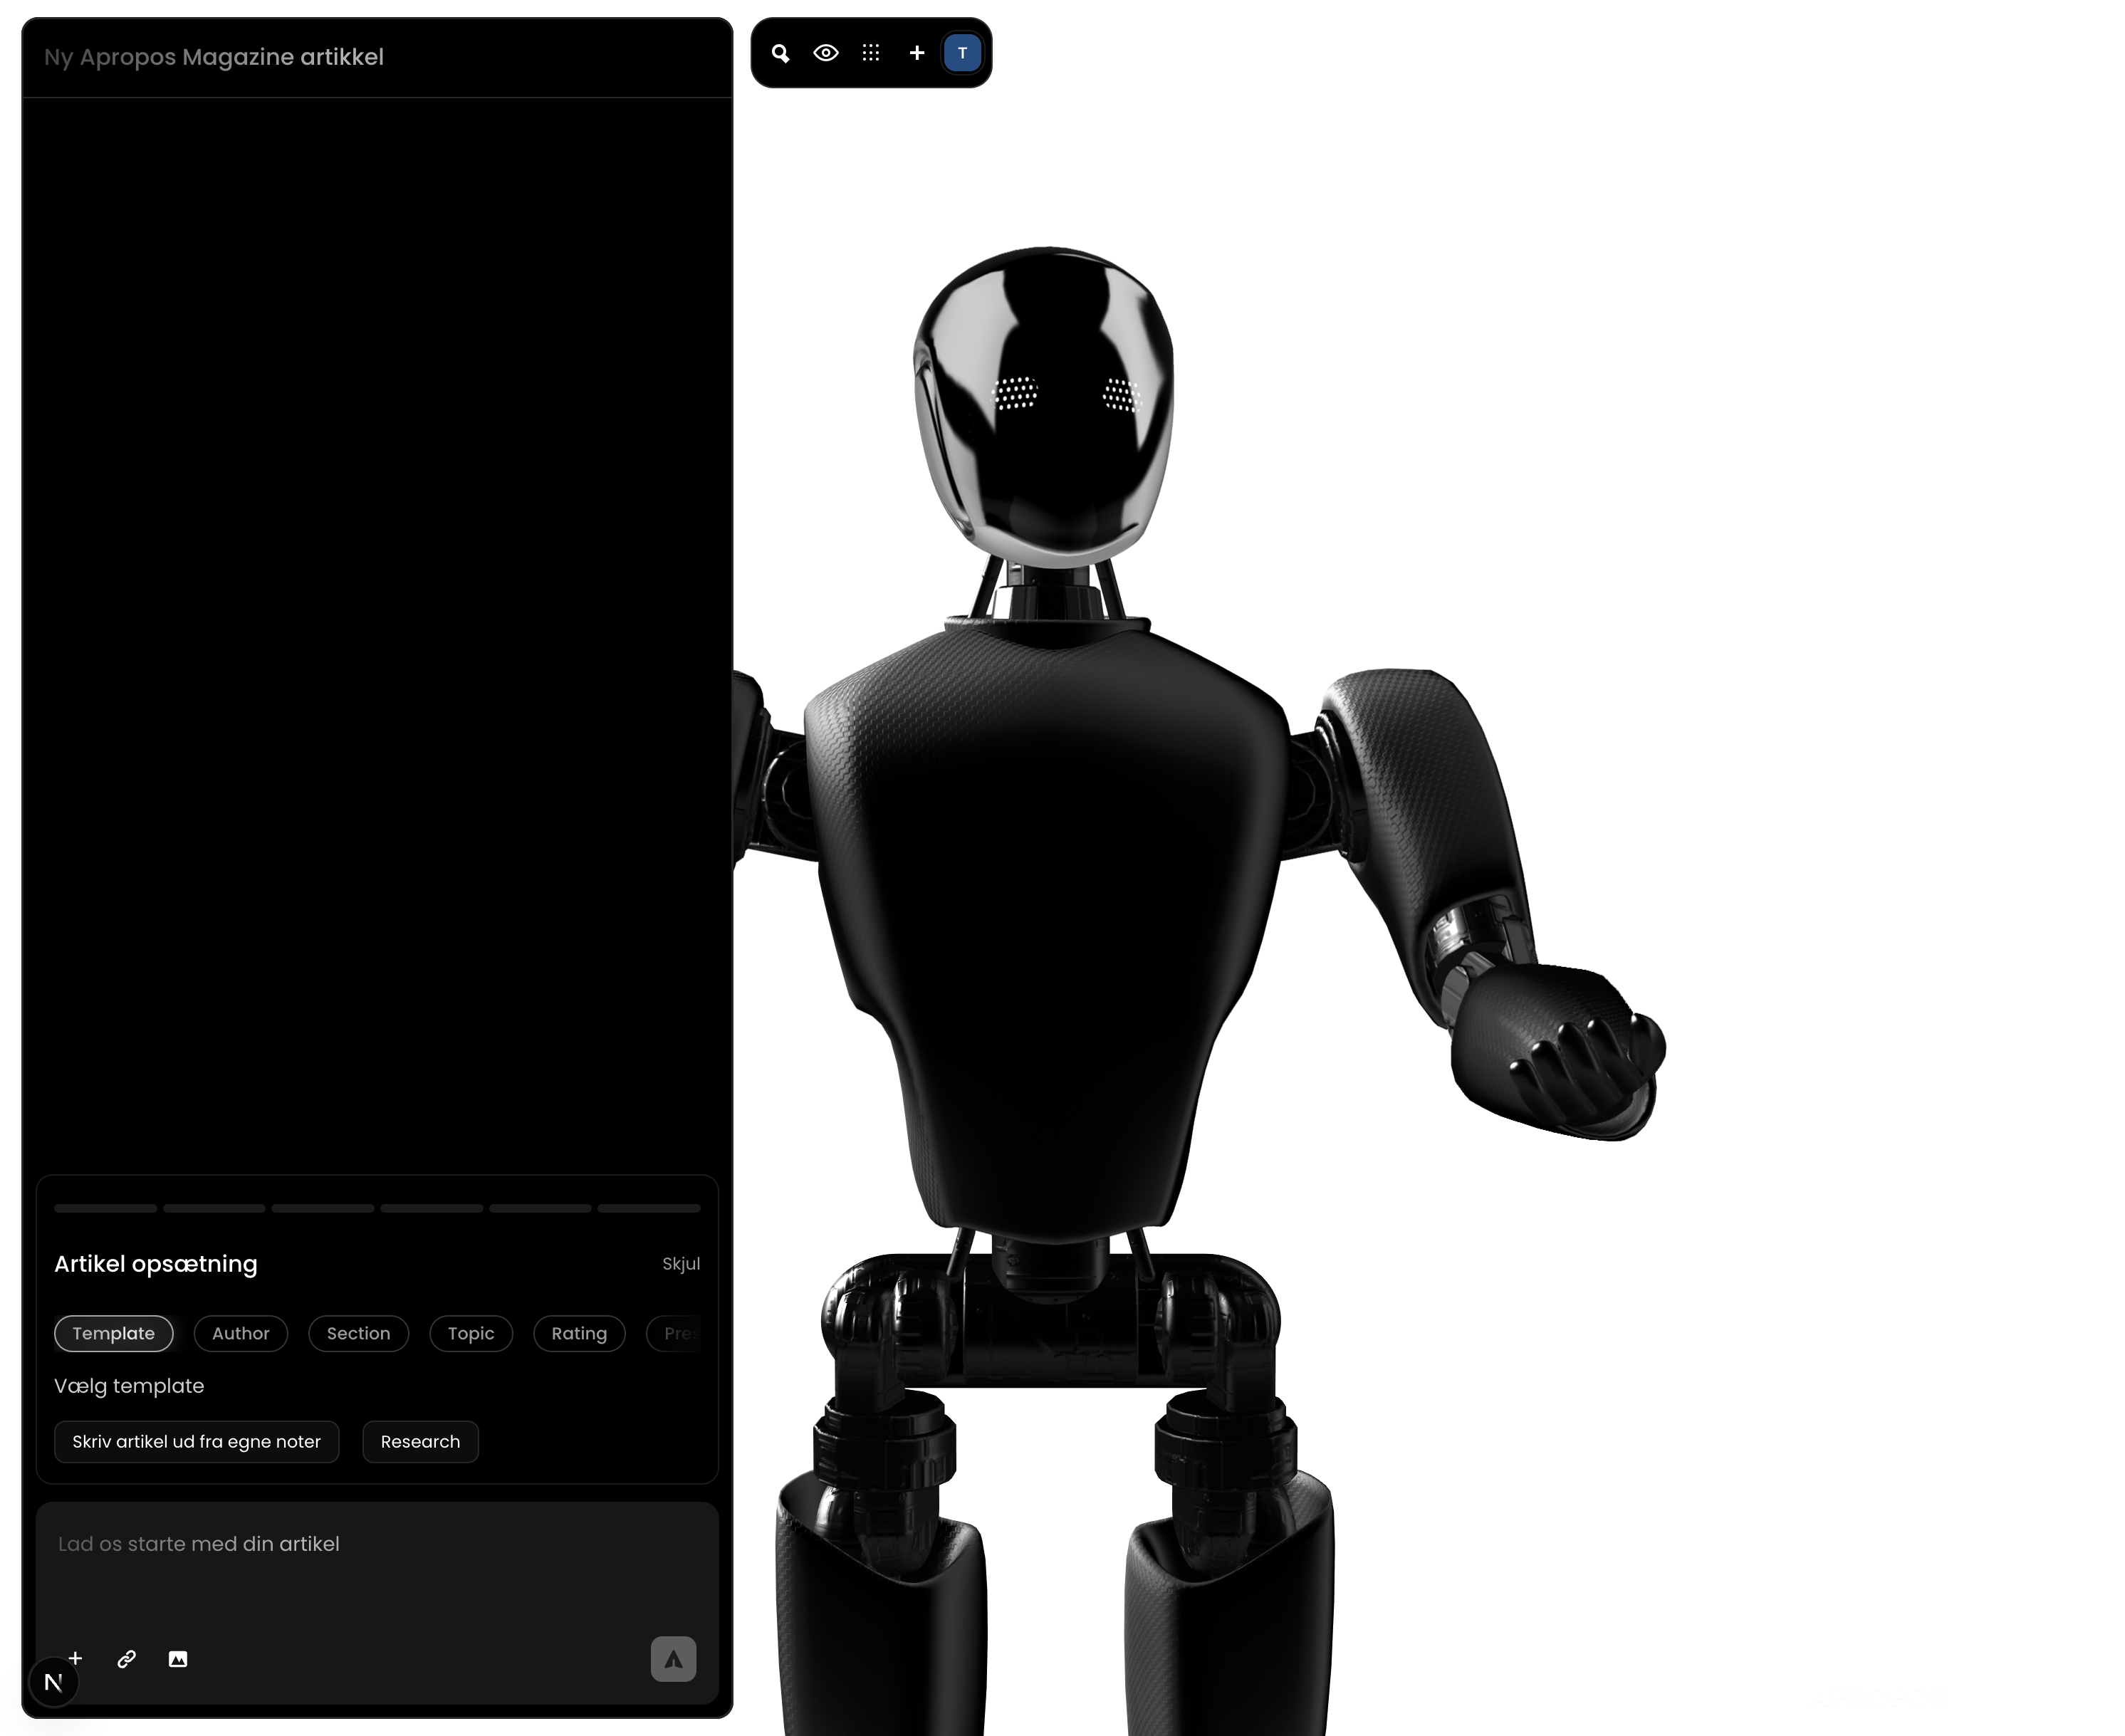 Ny Apropos Magazine artikkel
T
Artikel opsætning
Skjul
Template
Author
Section
Topic
Rating
Pres
Vælg template
Skriv artikel ud fra egne noter
Research
Lad os starte med din artikel
N